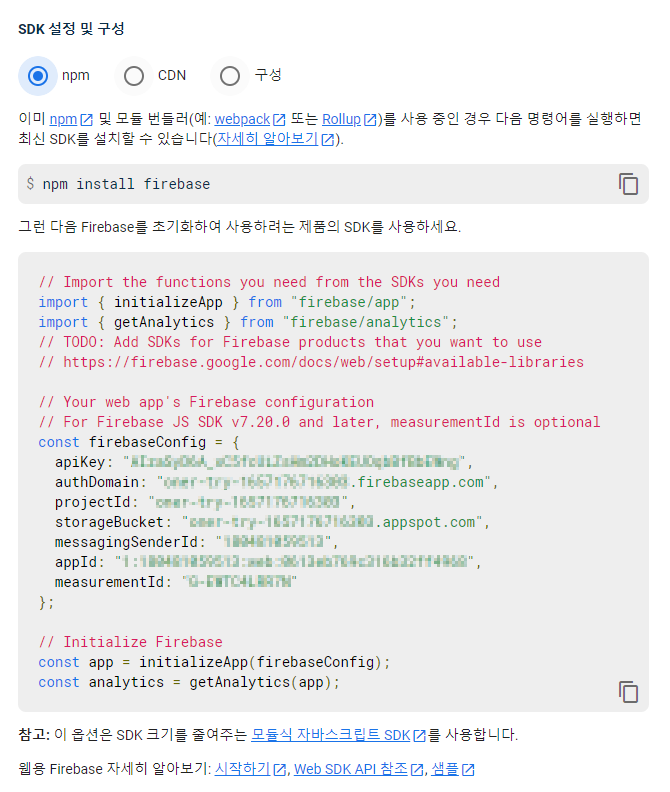 SDK 설정 및 구성
npm CDN 구성
이미 npm 및 모듈 번들러(예: webpack 또는 Rollup)를 사용 중인 경우 다음 명령어를 실행하면
최신 SDK를 설치할 수 있습니다(자세히 알아보기).
$ npm install firebase
그런 다음 Firebase를 초기화하여 사용하려는 제품의 SDK를 사용하세요.
// Import the functions you need from the SDKs you need
import { initializeApp } from "firebase/app";
import { getAnalytics } from "firebase/analytics";
// TODO: Add SDKs for Firebase products that you want to use
// https://firebase.google.com/docs/web/setup#available-libraries
// Your web app's Firebase configuration
// For Firebase JS SDK v7.20.0 and later, measurementId is optional
const firebaseConfig = {
apiKey: "",
authDomain: ".firebaseapp.com",
projectId: "",
storageBucket: ".appspot.com",
messagingSenderId: "",
appId: "",
measurementId: ""
};
// Initialize Firebase
const app = initializeApp(firebaseConfig);
const analytics = getAnalytics(app);
참고: 이 옵션은 SDK 크기를 줄여주는 모듈식 자바스크립트 SDK를 사용합니다.
웹용 Firebase 자세히 알아보기: 시작하기, Web SDK API 참조, 샘플